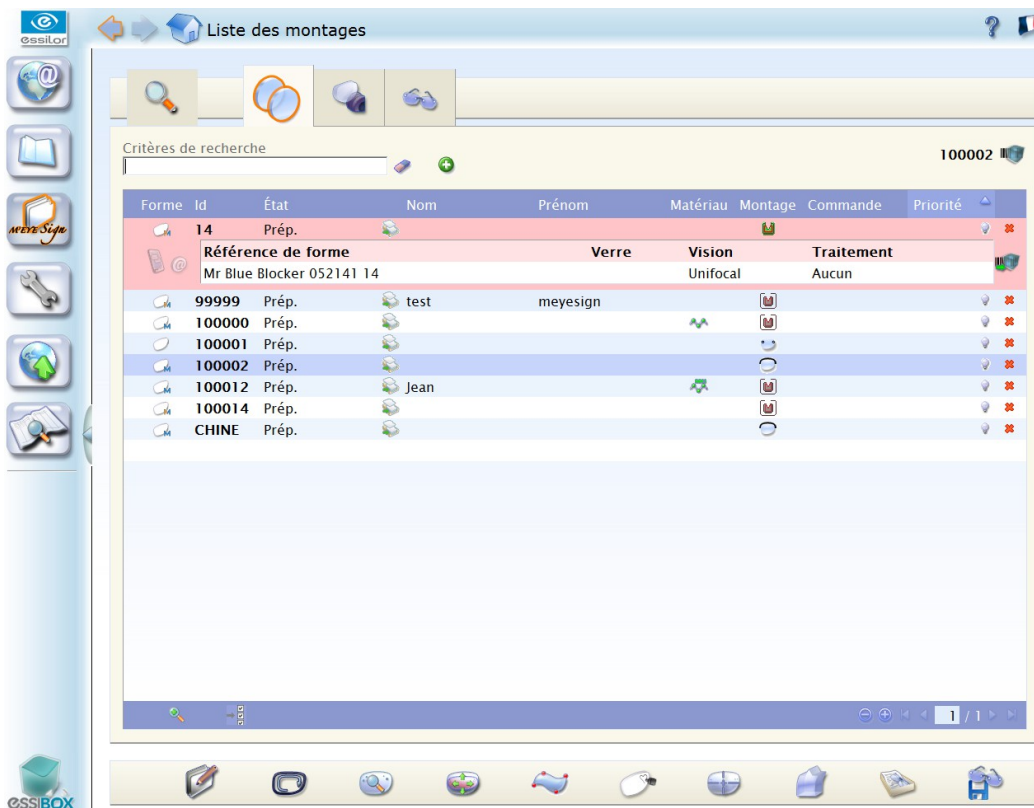 essilor
Liste des montages
Critères de recherche
100002
Forme Id État Nom Prénom Matériau Montage Commande Priorité
14 Prép.
Référence de forme Verre Vision Traitement
Mr Blue Blocker 052141 14 Unifocal Aucun
99999 Prép. test meyesign
100000 Prép.
100001 Prép.
100002 Prép.
100012 Prép. Jean
100014 Prép.
CHINE Prép.
M'EYE Sign
1 / 1
ESSIBOX